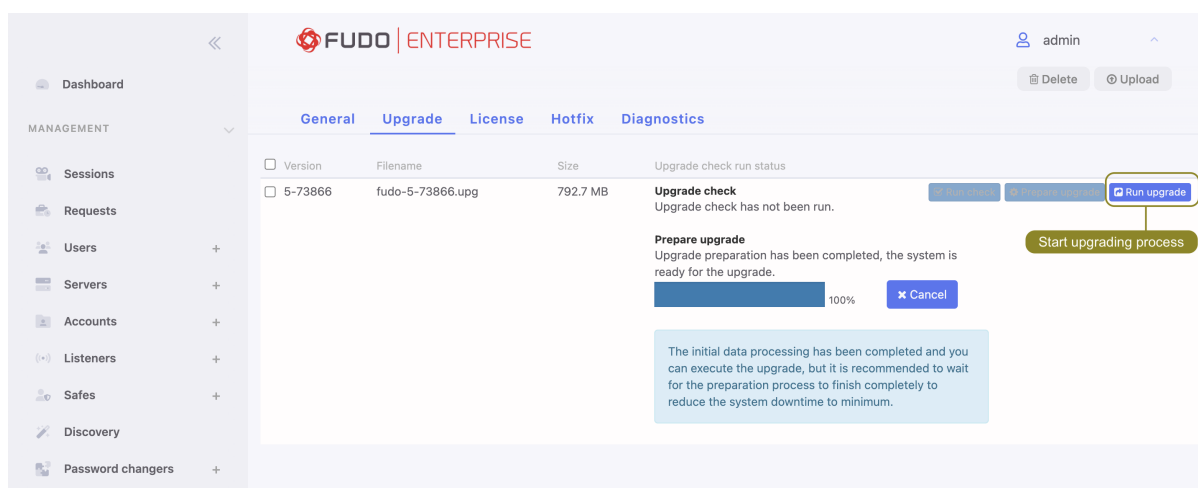 FUDO ENTERPRISE
admin
Delete
Upload
Dashboard
MANAGEMENT
Sessions
Requests
Users +
Servers +
Accounts +
Listeners +
Safes +
Discovery
Password changers +
General Upgrade License Hotfix Diagnostics
Version Filename Size Upgrade check run status
5-73866 fudo-5-73866.upg 792.7 MB
Upgrade check
Upgrade check has not been run.
Run check
Prepare upgrade
Run upgrade
Start upgrading process
Prepare upgrade
Upgrade preparation has been completed, the system is
ready for the upgrade.
100%
Cancel
The initial data processing has been completed and you
can execute the upgrade, but it is recommended to wait
for the preparation process to finish completely to
reduce the system downtime to minimum.